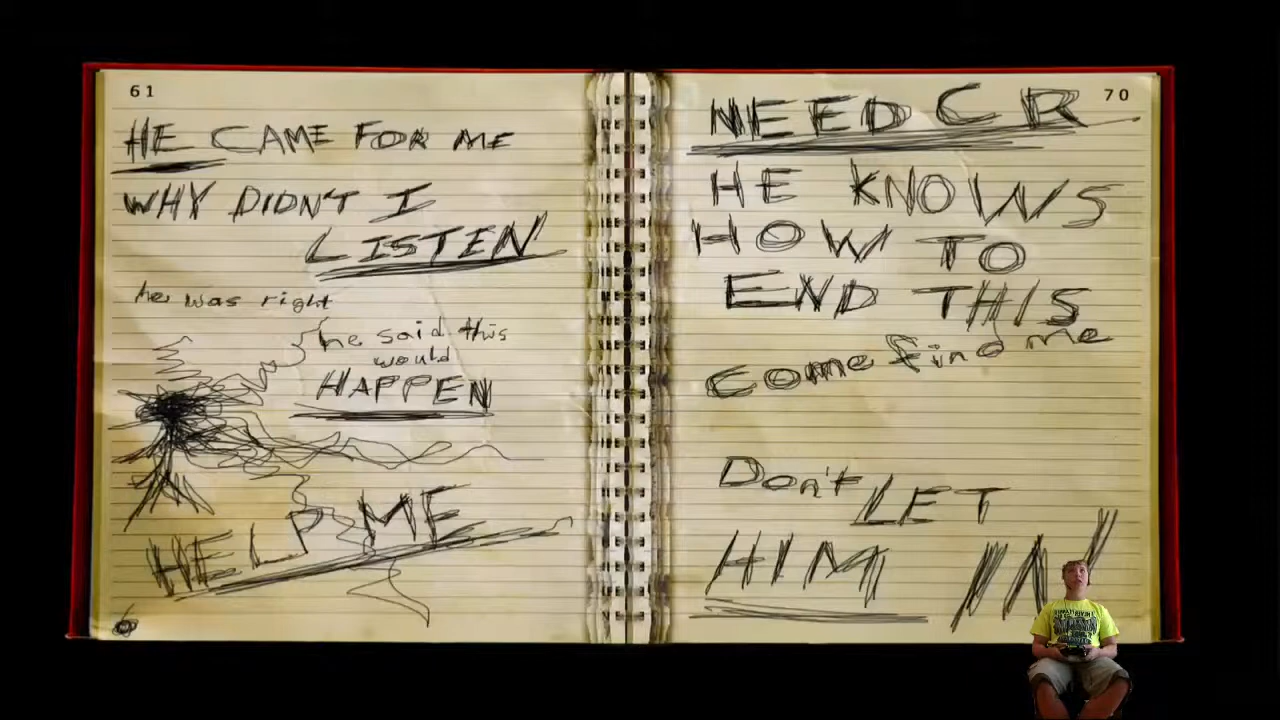 61
HE CAME FOR ME
WHY DIDN'T I
LISTEN
he was right
he said this
would
HAPPEN
HELP ME
70
NEED CR
HE KNOWS
HOW TO
END THIS
come find me
Don't LET
HIM IN